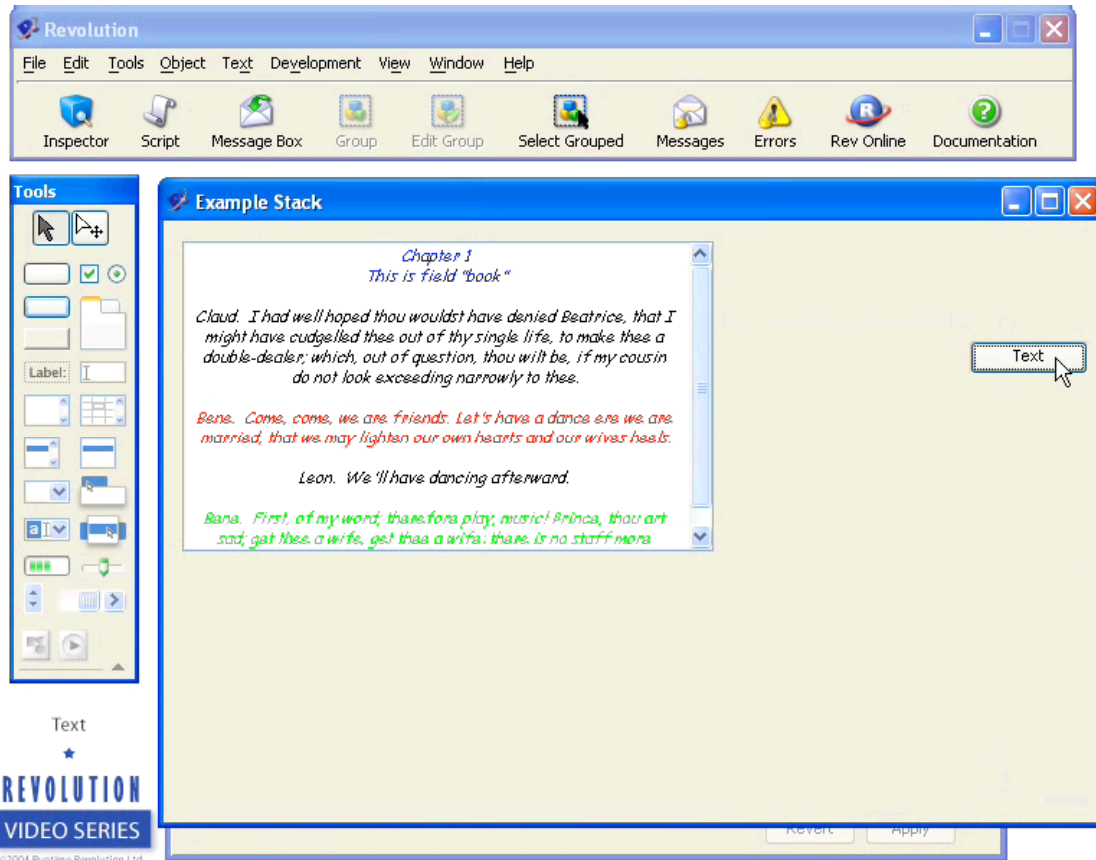 Revolution
File Edit Tools Object Text Development View Window Help
Inspector Script Message Box Group Edit Group Select Grouped Messages Errors Rev Online Documentation
Tools
Example Stack
Label:
Chapter 1
This is field "book"
Claud. I had well hoped thou wouldst have denied Beatrice, that I
might have cudgelled thee out of thy single life, to make thee a
double-dealer; which, out of question, thou wilt be, if my cousin
do not look exceeding narrowly to thee.
Bene. Come, come, we are friends. Let's have a dance ere we are
married, that we may lighten our own hearts and our wives heels.
Leon. We 'll have dancing afterward.
Bene. First, of my word; therefore play, music! Prince, thou art
sad; get thee a wife, get thee a wife: there is no staff more
Text
Text
REVOLUTION
VIDEO SERIES
©2004 Runtime Revolution Ltd
Revert Apply